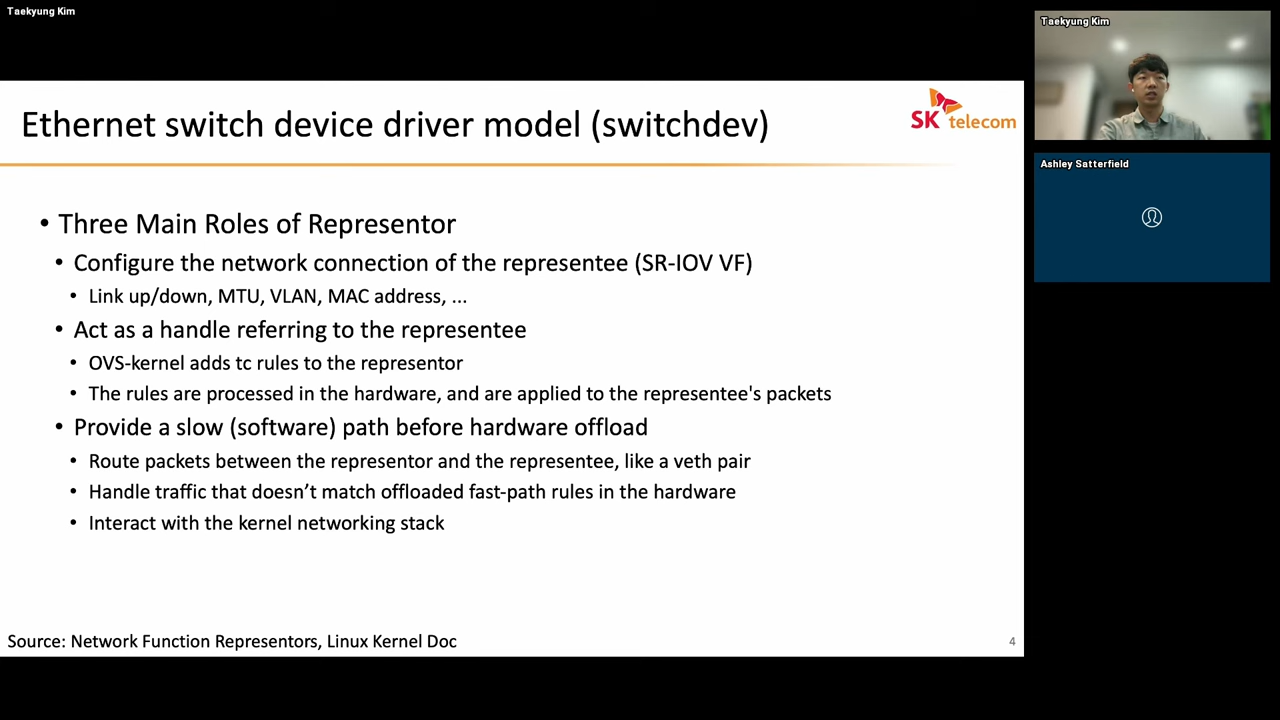 Taekyung Kim
Taekyung Kim
Ashley Satterfield
Ethernet switch device driver model (switchdev)
SK telecom
• Three Main Roles of Representor
• Configure the network connection of the representee (SR-IOV VF)
• Link up/down, MTU, VLAN, MAC address, ...
• Act as a handle referring to the representee
• OVS-kernel adds tc rules to the representor
• The rules are processed in the hardware, and are applied to the representee's packets
• Provide a slow (software) path before hardware offload
• Route packets between the representor and the representee, like a veth pair
• Handle traffic that doesn’t match offloaded fast-path rules in the hardware
• Interact with the kernel networking stack
Source: Network Function Representors, Linux Kernel Doc
4